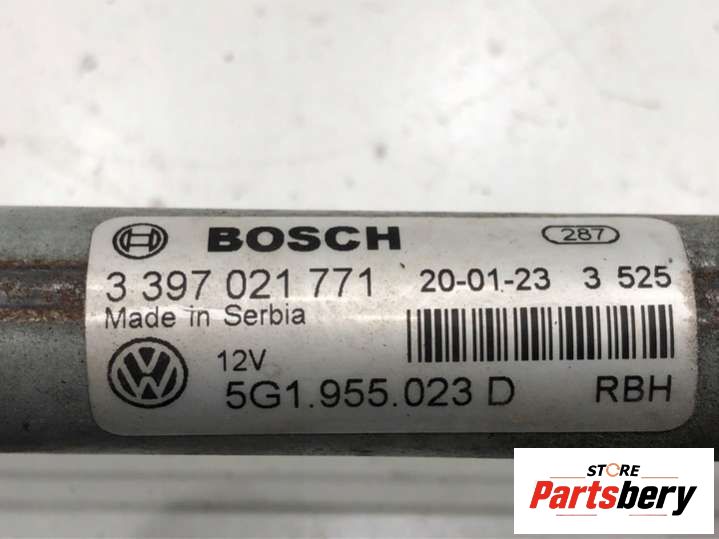 BOSCH 287
3 397 021 771 20-01-23 3 525
Made in Serbia
12V
5G1.955.023 D RBH
STORE
Partsbery